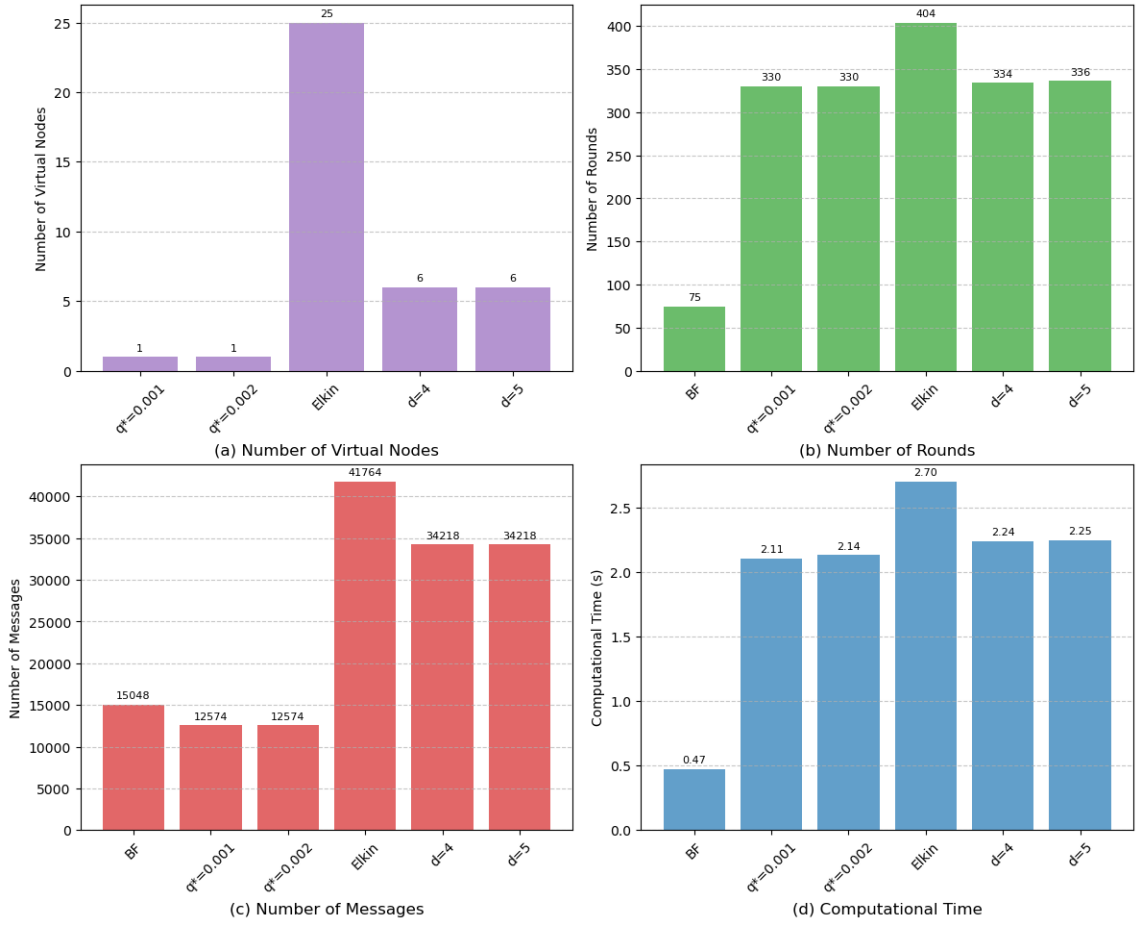 25
20
15
10
5
0
Number of Virtual Nodes
1
1
25
6
6
q*=0.001
q*=0.002
Elkin
d=4
d=5
(a) Number of Virtual Nodes
400
350
300
250
200
150
100
50
0
Number of Rounds
75
330
330
404
334
336
BF
q*=0.001
q*=0.002
Elkin
d=4
d=5
(b) Number of Rounds
40000
35000
30000
25000
20000
15000
10000
5000
0
Number of Messages
15048
12574
12574
41764
34218
34218
BF
q*=0.001
q*=0.002
Elkin
d=4
d=5
(c) Number of Messages
2.5
2.0
1.5
1.0
0.5
0.0
Computational Time (s)
0.47
2.11
2.14
2.70
2.24
2.25
BF
q*=0.001
q*=0.002
Elkin
d=4
d=5
(d) Computational Time